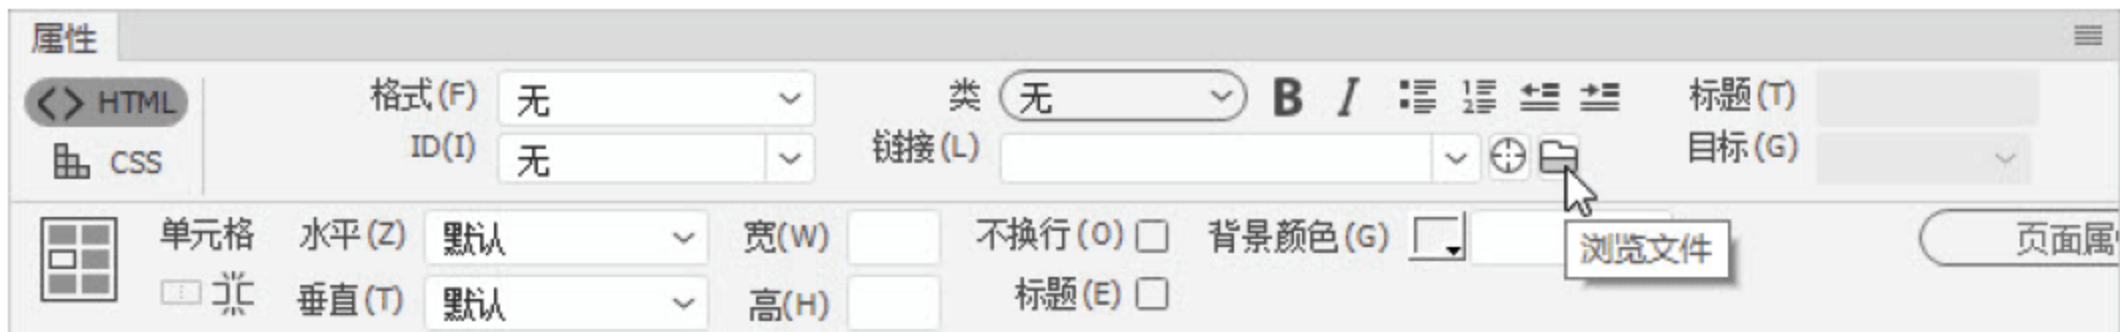 属性
HTML 格式(F) 无 类 无 B I 标题(T)
CSS ID(I) 无 链接(L) 目标(G)
单元格 水平(Z) 默认 宽(W) 不换行(O) 背景颜色(G) 浏览文件 页面属
垂直(T) 默认 高(H) 标题(E)